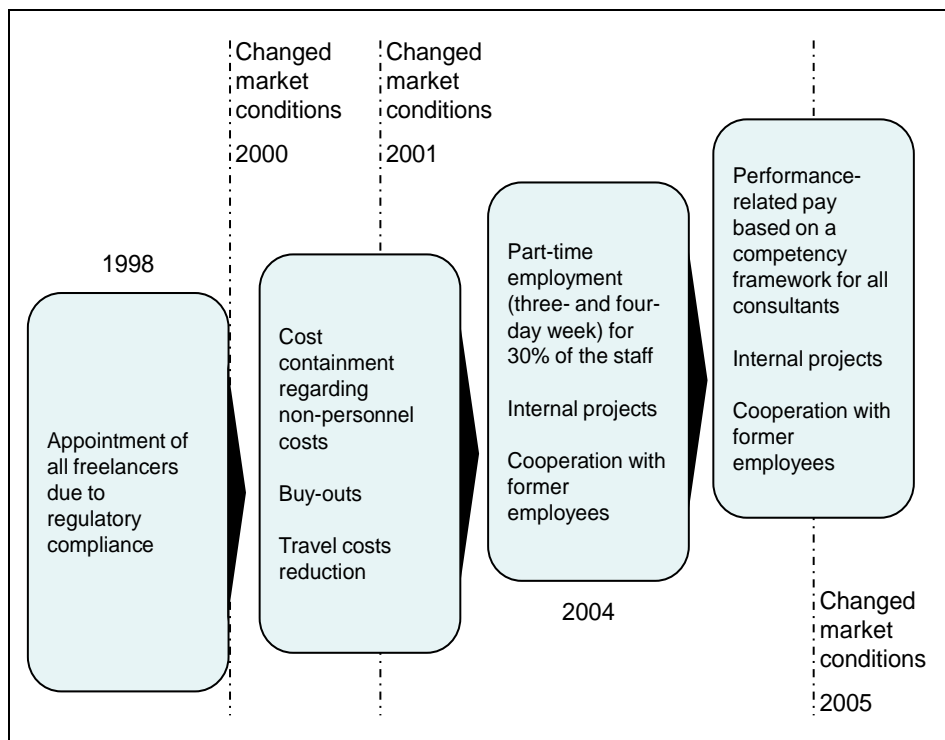 Changed
market
conditions
2000
Changed
market
conditions
2001
1998
Appointment of
all freelancers
due to
regulatory
compliance
Cost
containment
regarding
non-personnel
costs
Buy-outs
Travel costs
reduction
Part-time
employment
(three- and four-
day week) for
30% of the staff
Internal projects
Cooperation with
former
employees
2004
Performance-
related pay
based on a
competency
framework for all
consultants
Internal projects
Cooperation with
former
employees
Changed
market
conditions
2005